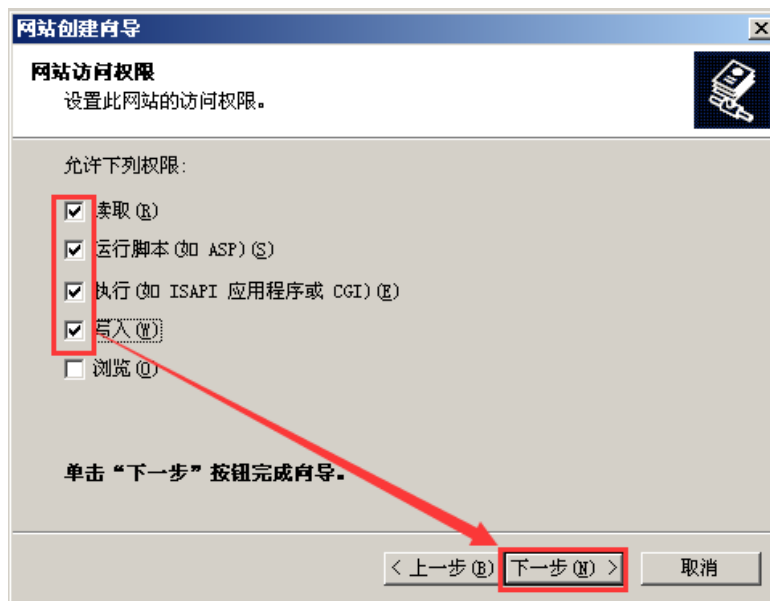 网站创建向导
网站访问权限
设置此网站的访问权限。
允许下列权限:
读取(R)
运行脚本(如 ASP)(S)
执行(如 ISAPI 应用程序或 CGI)(E)
写入(W)
浏览(O)
单击“下一步”按钮完成向导。
< 上一步(B) 下一步(N) > 取消